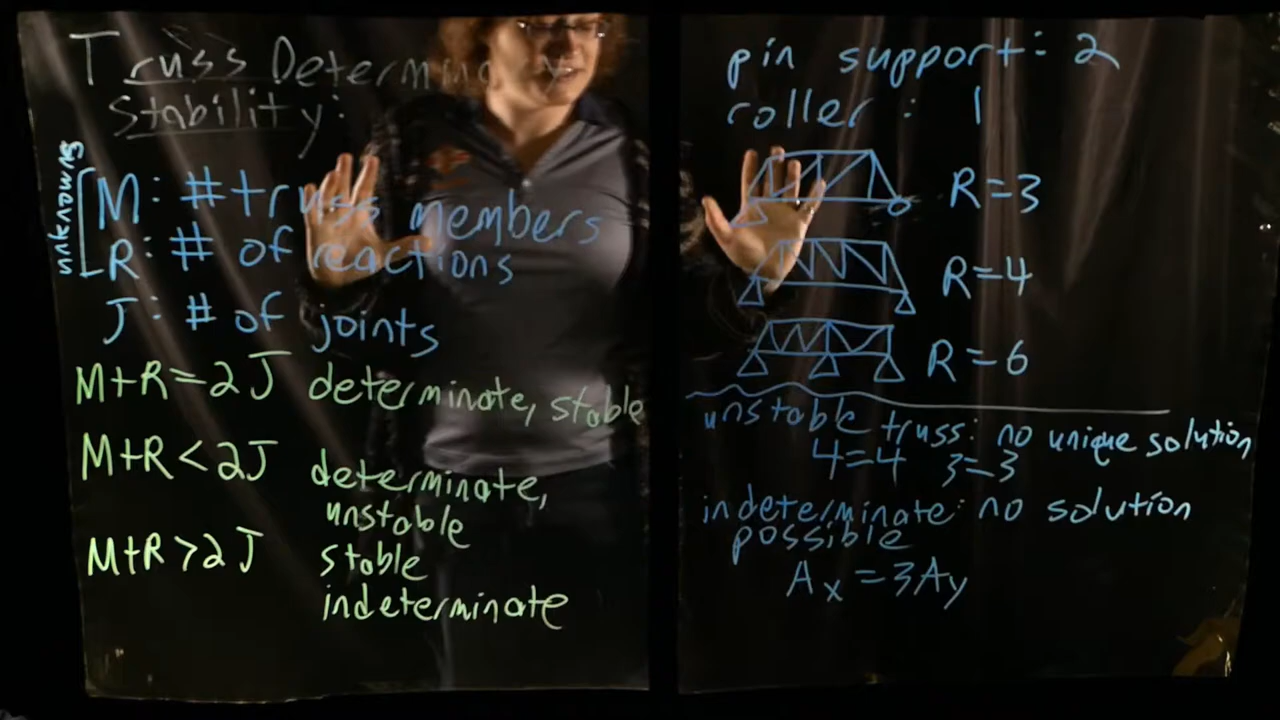 Truss Determinacy
Stability:
unknowns
M: # truss members
R: # of reactions
J: # of joints
M+R=2J determinate, stable
M+R<2J determinate,
unstable
M+R>2J stable
indeterminate
pin support: 2
roller: 1
R=3
R=4
R=6
unstable truss: no unique solution
4=4 3=3
indeterminate: no solution
possible
Ax=3Ay